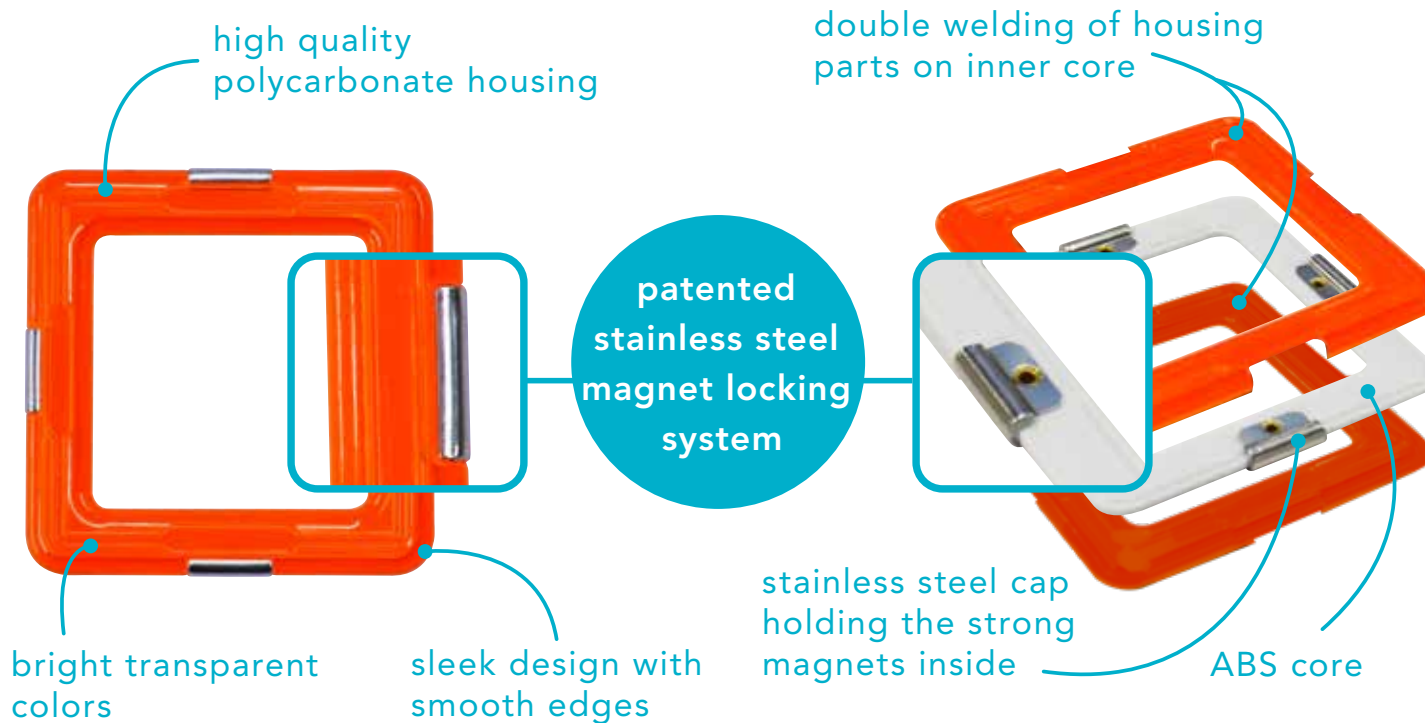 high quality
polycarbonate housing
double welding of housing
parts on inner core
patented
stainless steel
magnet locking
system
bright transparent
colors
sleek design with
smooth edges
stainless steel cap
holding the strong
magnets inside
ABS core